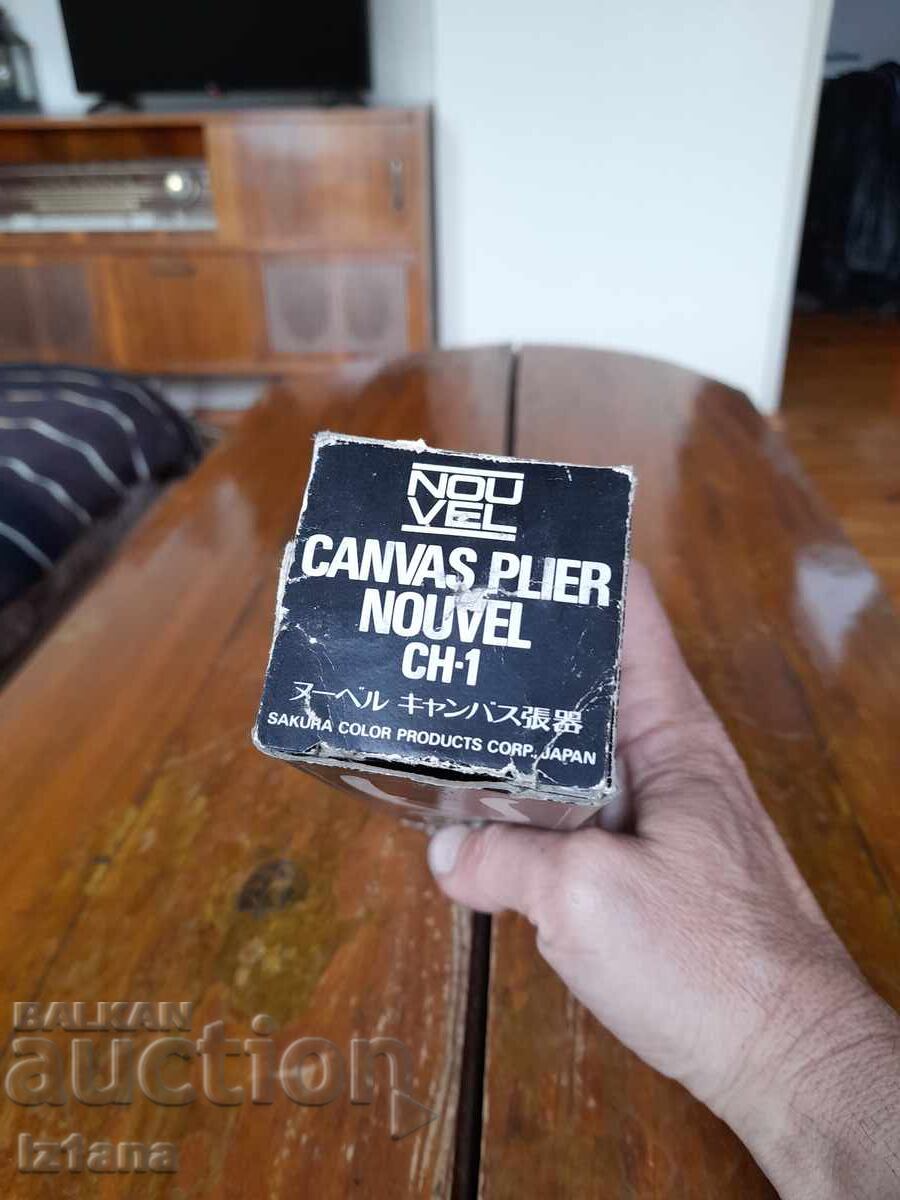 NOU
VEL
CANVAS PLIER
NOUVEL
CH-1
ヌーベル キャンバス張器
SAKURA COLOR PRODUCTS CORP., JAPAN
BALKAN
auction
iz1ana